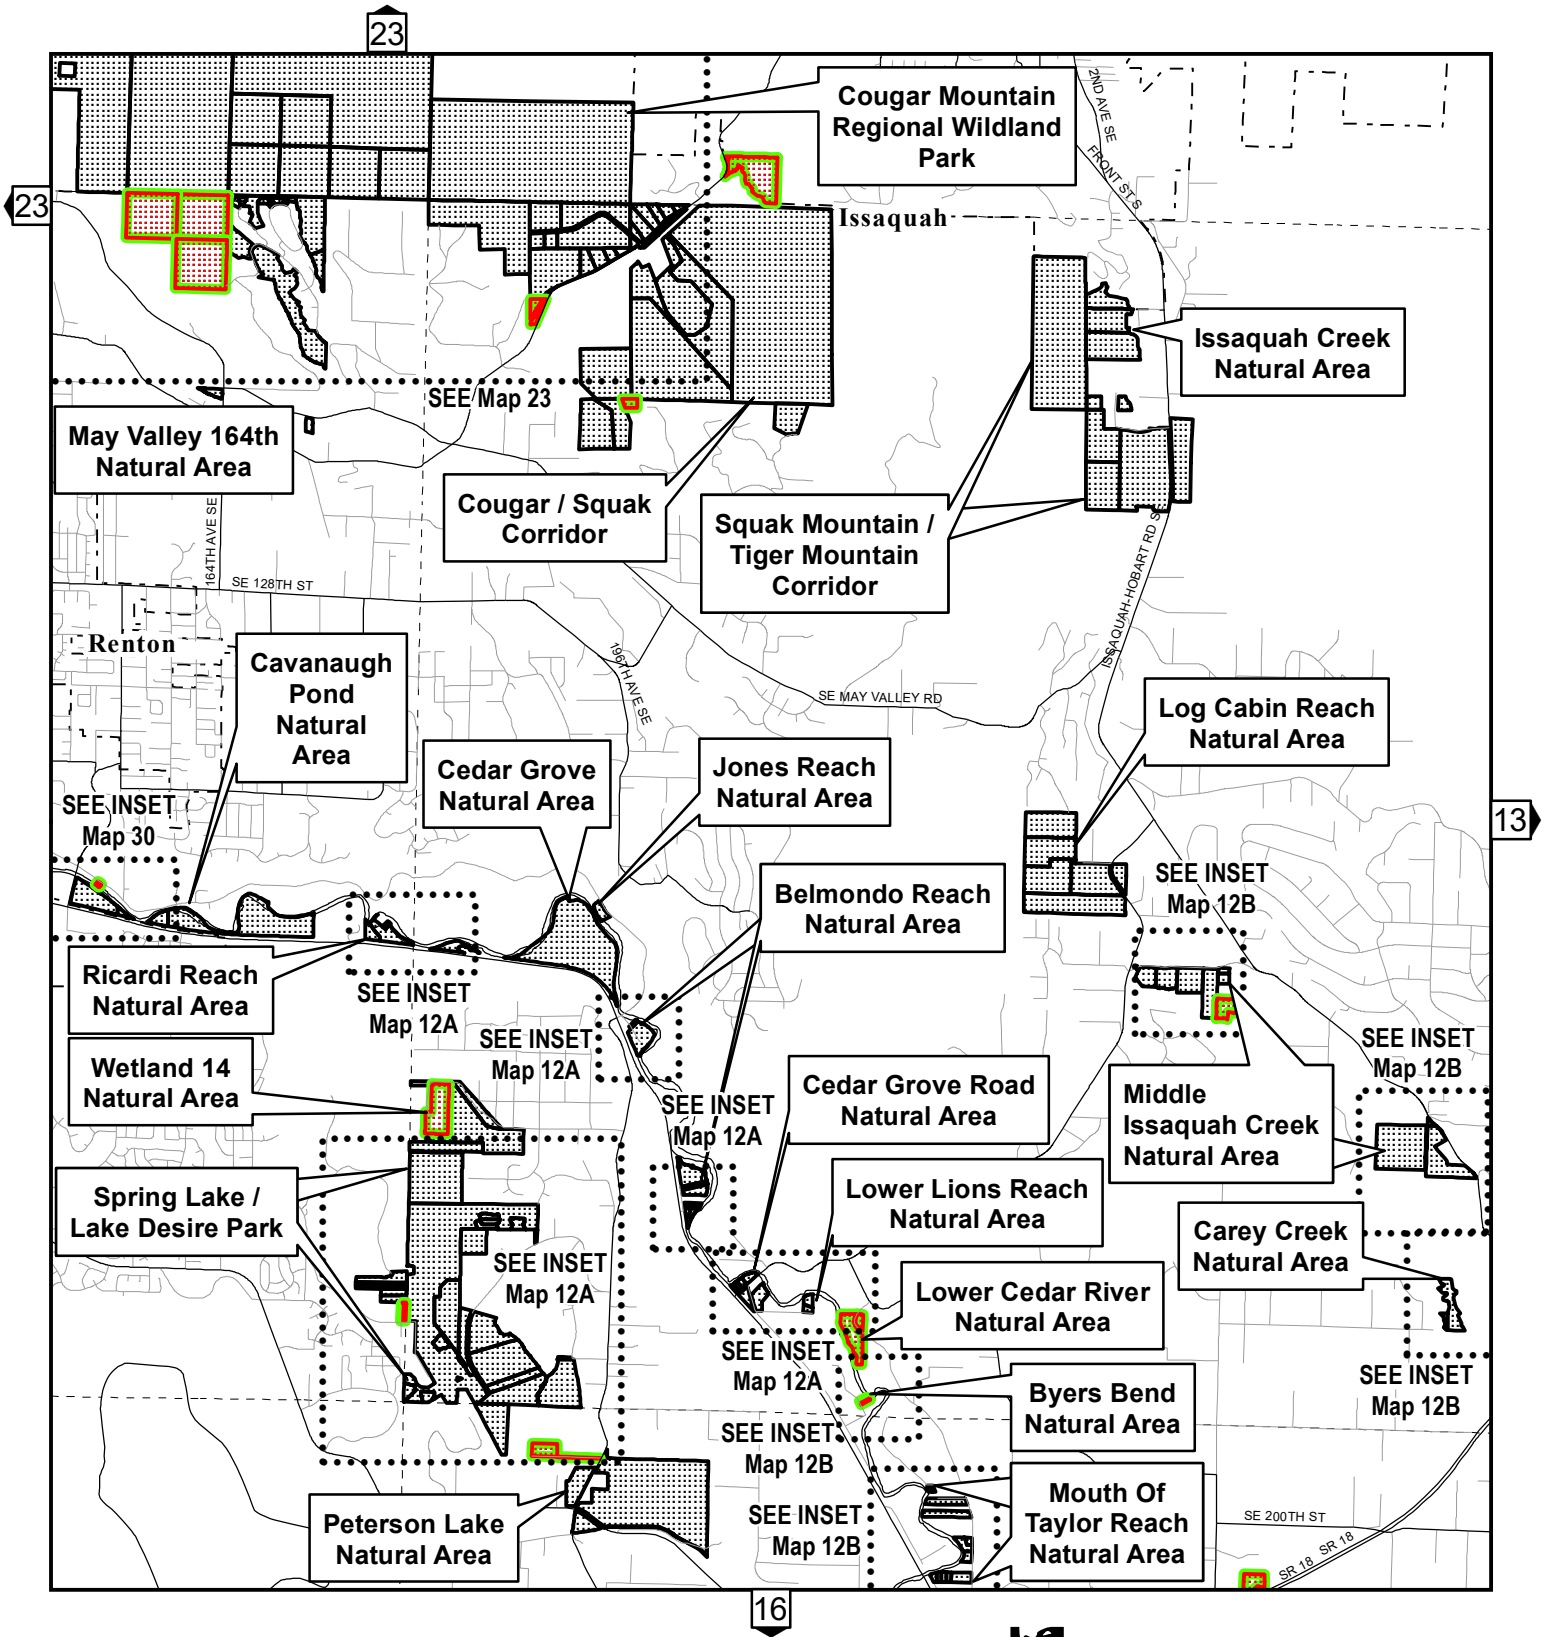 23
23
Cougar Mountain
Regional Wildland
Park
2ND AVE SE
FRONT ST S
Issaquah
Issaquah Creek
Natural Area
SEE Map 23
May Valley 164th
Natural Area
Cougar / Squak
Corridor
Squak Mountain /
Tiger Mountain
Corridor
164TH AVE SE
SE 128TH ST
ISSAQUAH-HOBART RD SE
Renton
Cavanaugh
Pond
Natural
Area
196TH AVE SE
SE MAY VALLEY RD
Log Cabin Reach
Natural Area
Cedar Grove
Natural Area
Jones Reach
Natural Area
SEE INSET
Map 30
13
Belmondo Reach
Natural Area
SEE INSET
Map 12B
Ricardi Reach
Natural Area
SEE INSET
Map 12A
SEE INSET
Map 12A
SEE INSET
Map 12B
Wetland 14
Natural Area
SEE INSET
Map 12A
Cedar Grove Road
Natural Area
Middle
Issaquah Creek
Natural Area
Spring Lake /
Lake Desire Park
Lower Lions Reach
Natural Area
Carey Creek
Natural Area
SEE INSET
Map 12A
Lower Cedar River
Natural Area
SEE INSET
Map 12A
SEE INSET
Map 12B
Byers Bend
Natural Area
SEE INSET
Map 12B
Peterson Lake
Natural Area
SEE INSET
Map 12B
Mouth Of
Taylor Reach
Natural Area
SE 200TH ST
SR 18
SR 18
16